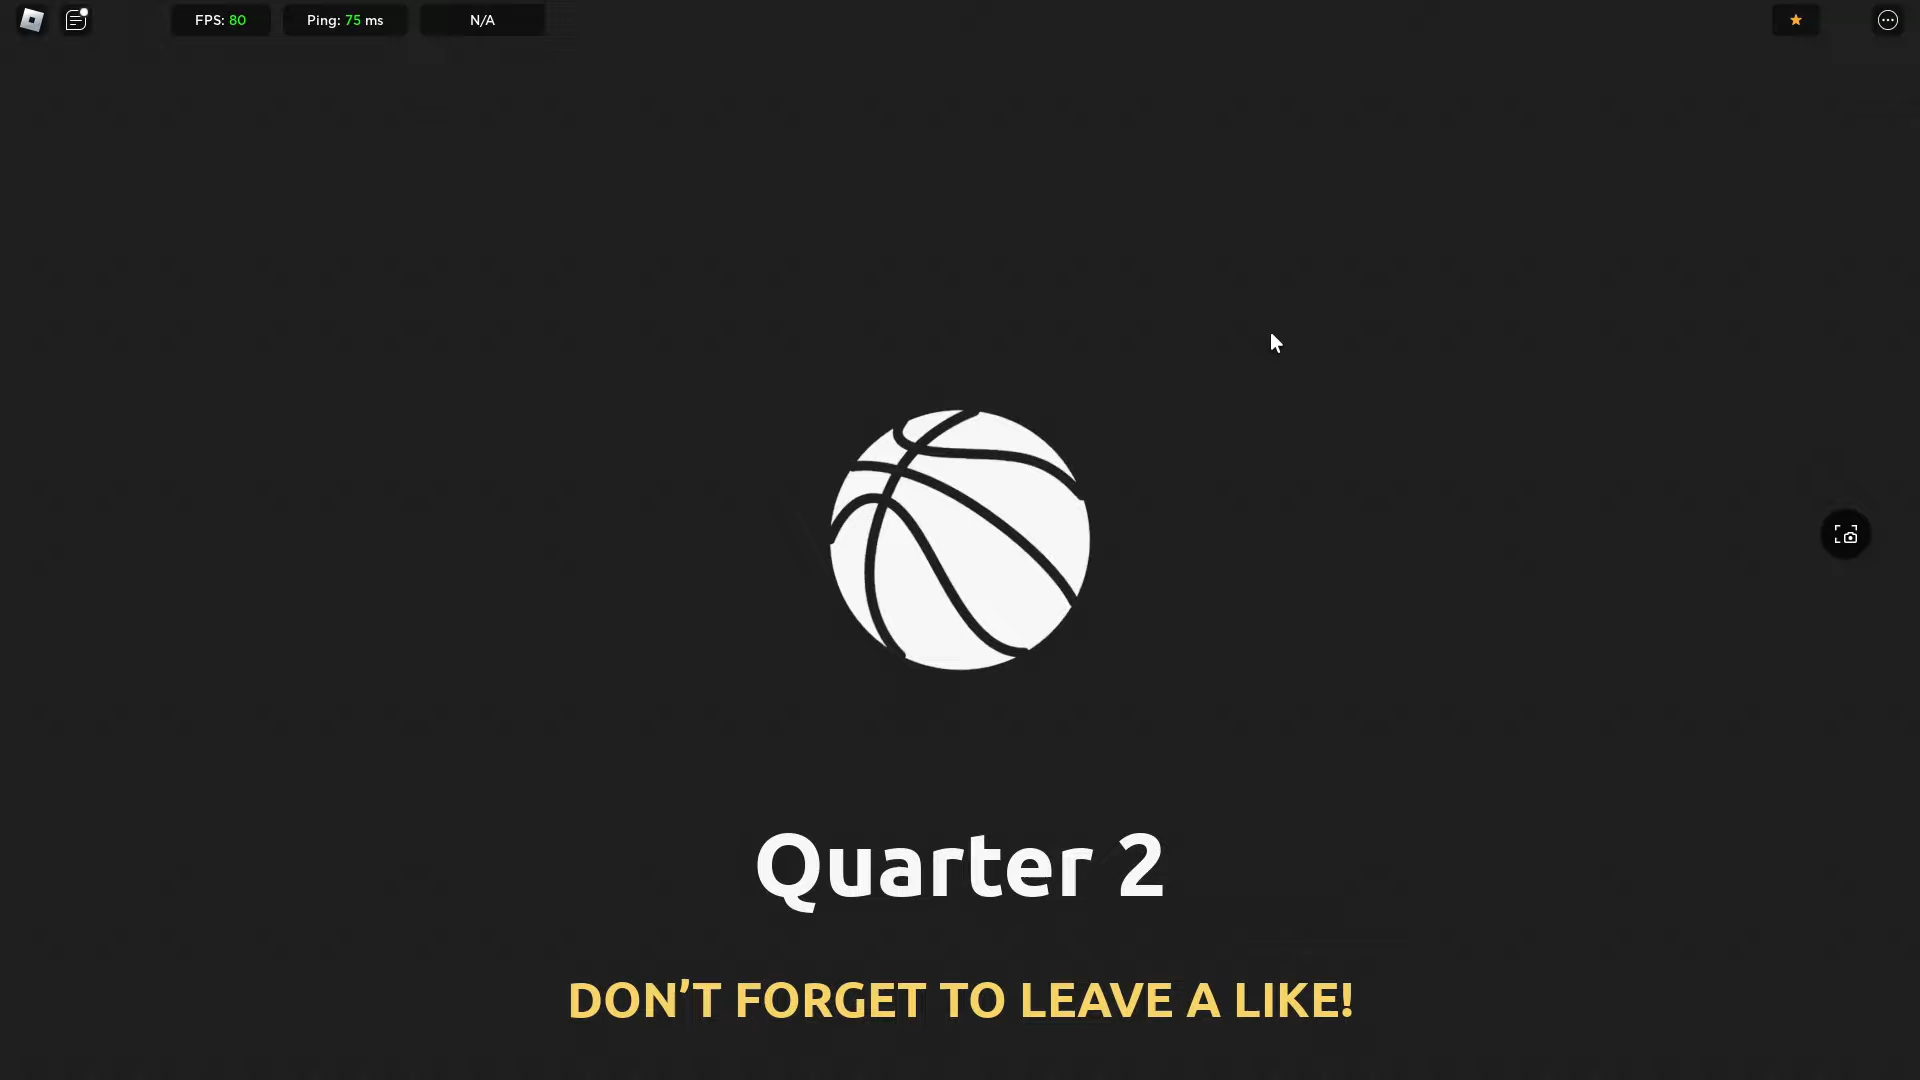 FPS: 80
Ping: 75 ms
N/A
Quarter 2
DON’T FORGET TO LEAVE A LIKE!